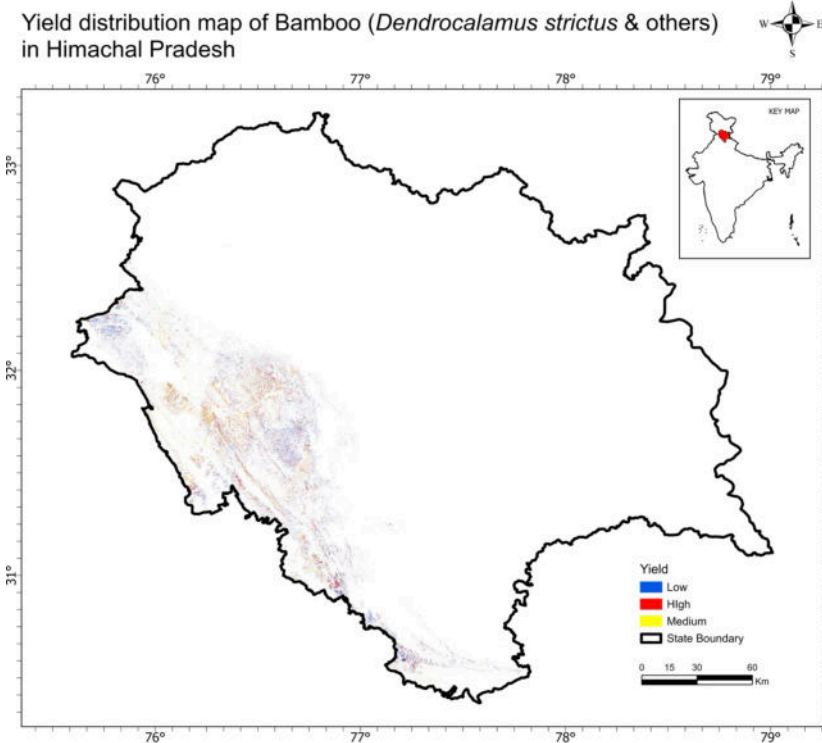 Yield distribution map of Bamboo (Dendrocalamus strictus & others)
in Himachal Pradesh
N
W E
S
76° 77° 78° 79°
KEY MAP
33°
32°
31°
Yield
Low
HIgh
Medium
State Boundary
0 15 30 60
Km
76° 77° 78° 79°